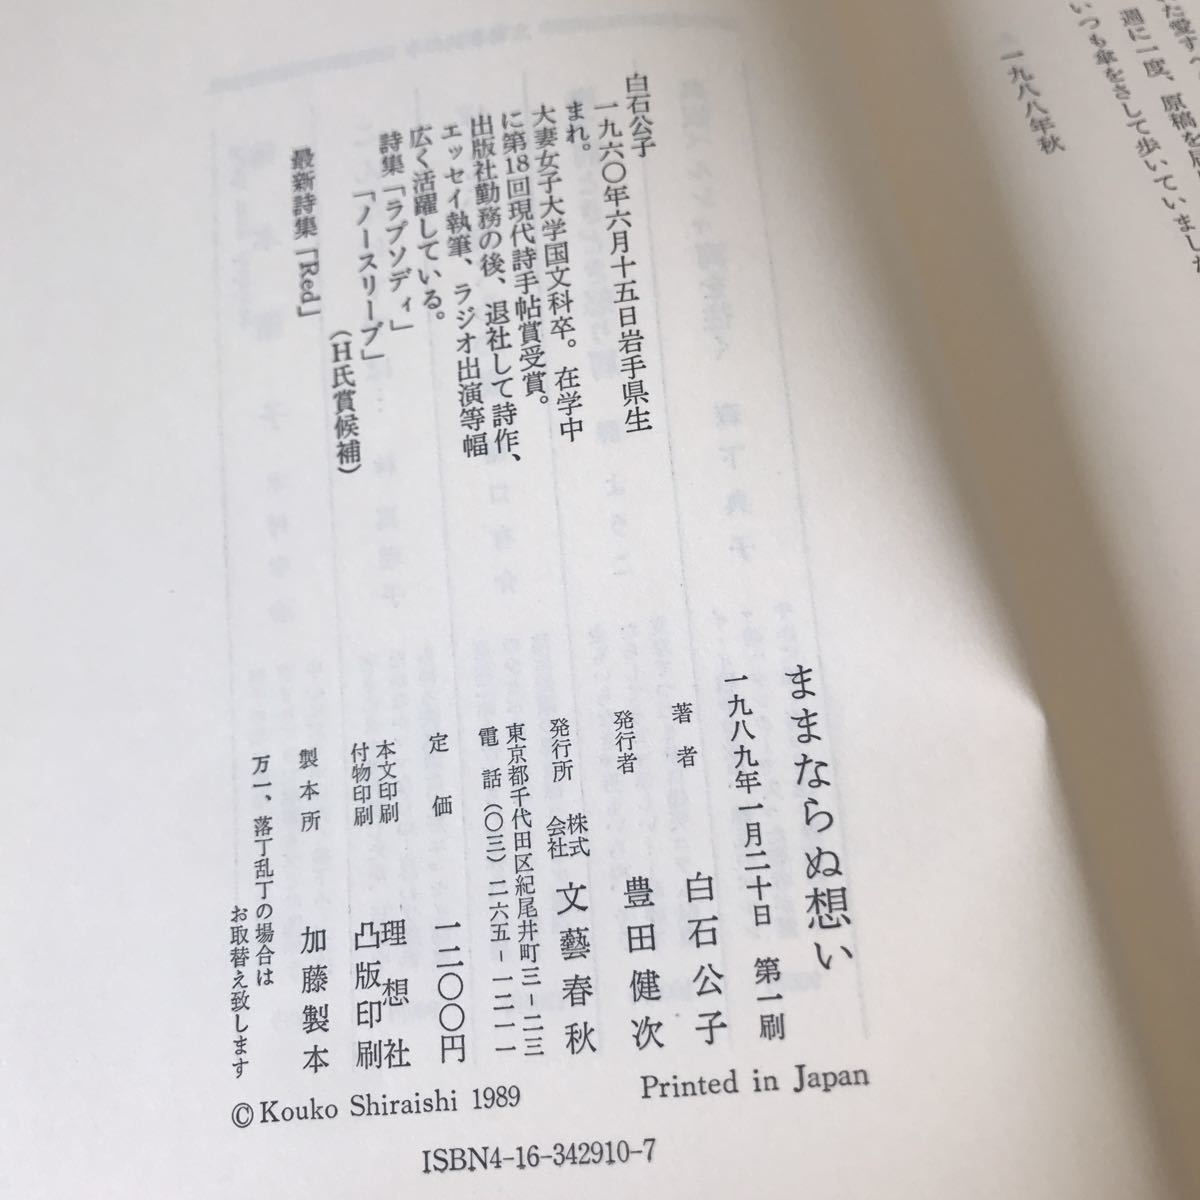 た愛すべ
週に一度、原稿を届
いつも傘をさして歩いていました
一九八八年秋
白石公子
一九六〇年六月十五日岩手県生
まれ。
大妻女子大学国文科卒。在学中
に第18回現代詩手帖賞受賞。
出版社勤務の後、退社して詩作、
エッセイ執筆、ラジオ出演等幅
広く活躍している。
詩集「ラプソディ」
「ノースリーブ」
（H氏賞候補）
最新詩集「Red」
ままならぬ想い
一九八九年一月二十日 第一刷
著者 白石公子
発行者 豊田健次
発行所 株式会社 文藝春秋
東京都千代田区紀尾井町三−二三
電話（〇三）二六五−一二一一
定価 一二〇〇円
本文印刷 理想社
付物印刷 凸版印刷
製本所 加藤製本
万一、落丁乱丁の場合は
お取替え致します
© Kouko Shiraishi 1989
Printed in Japan
ISBN4-16-342910-7